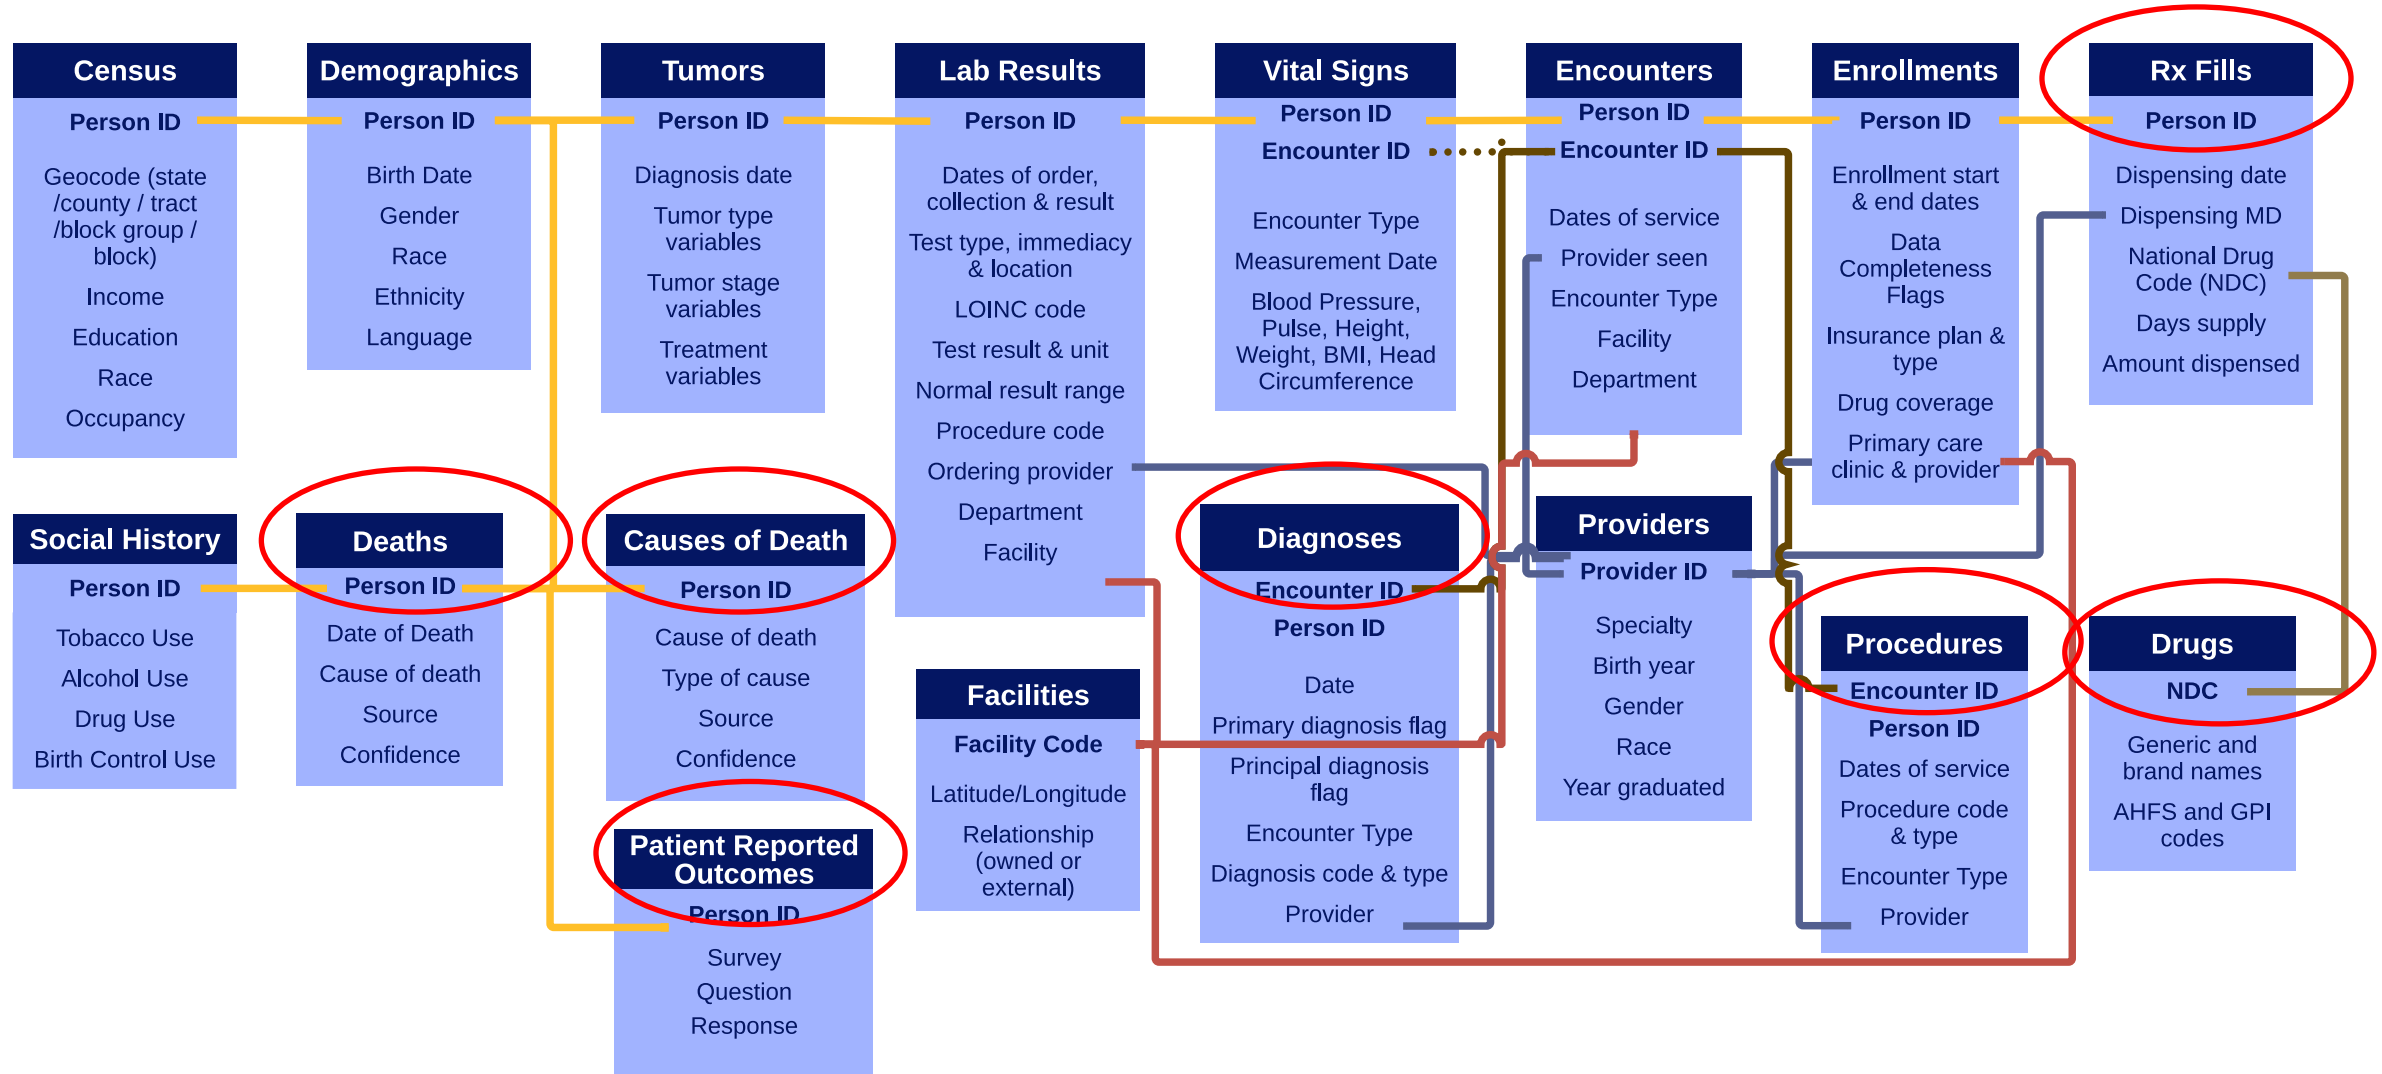 Census
Person ID
Geocode (state
/county / tract
/block group /
block)
Income
Education
Race
Occupancy
Demographics
Person ID
Birth Date
Gender
Race
Ethnicity
Language
Tumors
Person ID
Diagnosis date
Tumor type
variables
Tumor stage
variables
Treatment
variables
Lab Results
Person ID
Dates of order,
collection & result
Test type, immediacy
& location
LOINC code
Test result & unit
Normal result range
Procedure code
Ordering provider
Department
Facility
Vital Signs
Person ID
Encounter ID
Encounter Type
Measurement Date
Blood Pressure,
Pulse, Height,
Weight, BMI, Head
Circumference
Encounters
Person ID
Encounter ID
Dates of service
Provider seen
Encounter Type
Facility
Department
Enrollments
Person ID
Enrollment start
& end dates
Data
Completeness
Flags
Insurance plan &
type
Drug coverage
Primary care
clinic & provider
Rx Fills
Person ID
Dispensing date
Dispensing MD
National Drug
Code (NDC)
Days supply
Amount dispensed
Social History
Person ID
Tobacco Use
Alcohol Use
Drug Use
Birth Control Use
Deaths
Person ID
Date of Death
Cause of death
Source
Confidence
Causes of Death
Person ID
Cause of death
Type of cause
Source
Confidence
Patient Reported
Outcomes
Person ID
Survey
Question
Response
Facilities
Facility Code
Latitude/Longitude
Relationship
(owned or
external)
Diagnoses
Encounter ID
Person ID
Date
Primary diagnosis flag
Principal diagnosis
flag
Encounter Type
Diagnosis code & type
Provider
Providers
Provider ID
Specialty
Birth year
Gender
Race
Year graduated
Procedures
Encounter ID
Person ID
Dates of service
Procedure code
& type
Encounter Type
Provider
Drugs
NDC
Generic and
brand names
AHFS and GPI
codes